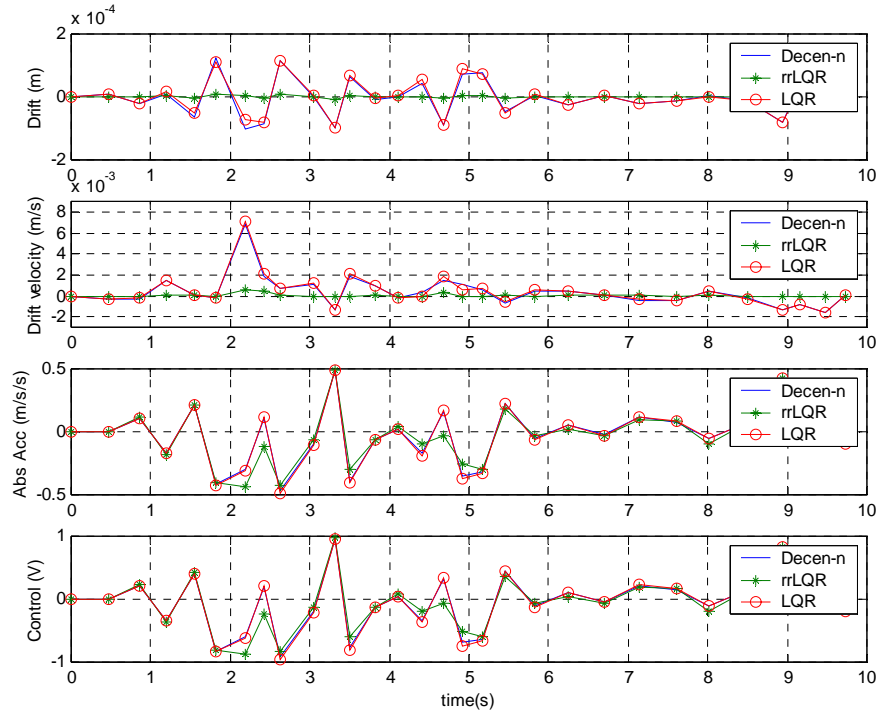 x 10-4
2
0
-2
Drift (m)
0 1 2 3 4 5 6 7 8 9 10
Decen-n
rrLQR
LQR
x 10-3
8
6
4
2
0
-2
Drift velocity (m/s)
0 1 2 3 4 5 6 7 8 9 10
Decen-n
rrLQR
LQR
0.5
0
-0.5
Abs Acc (m/s/s)
0 1 2 3 4 5 6 7 8 9 10
Decen-n
rrLQR
LQR
1
0
-1
Control (V)
0 1 2 3 4 5 6 7 8 9 10
Decen-n
rrLQR
LQR
time(s)